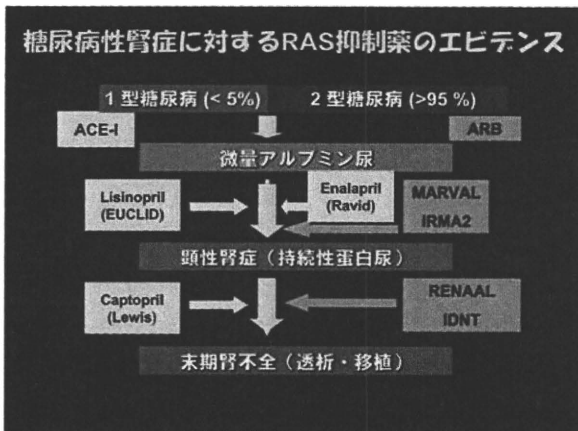 糖尿病性腎症に対するRAS抑制薬のエビデンス
1型糖尿病 (< 5%)
2型糖尿病 (>95 %)
ACE-I
ARB
微量アルブミン尿
Lisinopril
(EUCLID)
Enalapril
(Ravid)
MARVAL
IRMA2
顕性腎症（持続性蛋白尿）
Captopril
(Lewis)
RENAAL
IDNT
末期腎不全（透析・移植）